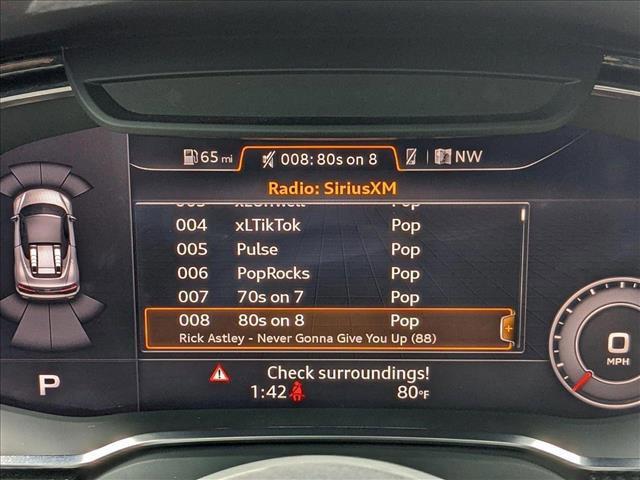 65 mi 008: 80s on 8 NW
Radio: SiriusXM
004 xLTikTok Pop
005 Pulse Pop
006 PopRocks Pop
007 70s on 7 Pop
008 80s on 8 Pop
Rick Astley - Never Gonna Give You Up (88)
+
0
MPH
P
Check surroundings!
1:42 80°F